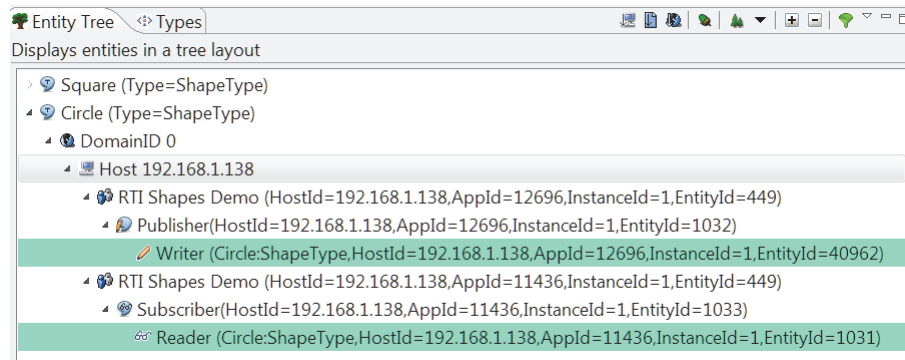 Entity Tree Types
Displays entities in a tree layout
Square (Type=ShapeType)
Circle (Type=ShapeType)
DomainID 0
Host 192.168.1.138
RTI Shapes Demo (HostId=192.168.1.138,AppId=12696,InstanceId=1,EntityId=449)
Publisher(HostId=192.168.1.138,AppId=12696,InstanceId=1,EntityId=1032)
Writer (Circle:ShapeType,HostId=192.168.1.138,AppId=12696,InstanceId=1,EntityId=40962)
RTI Shapes Demo (HostId=192.168.1.138,AppId=11436,InstanceId=1,EntityId=449)
Subscriber(HostId=192.168.1.138,AppId=11436,InstanceId=1,EntityId=1033)
Reader (Circle:ShapeType,HostId=192.168.1.138,AppId=11436,InstanceId=1,EntityId=1031)